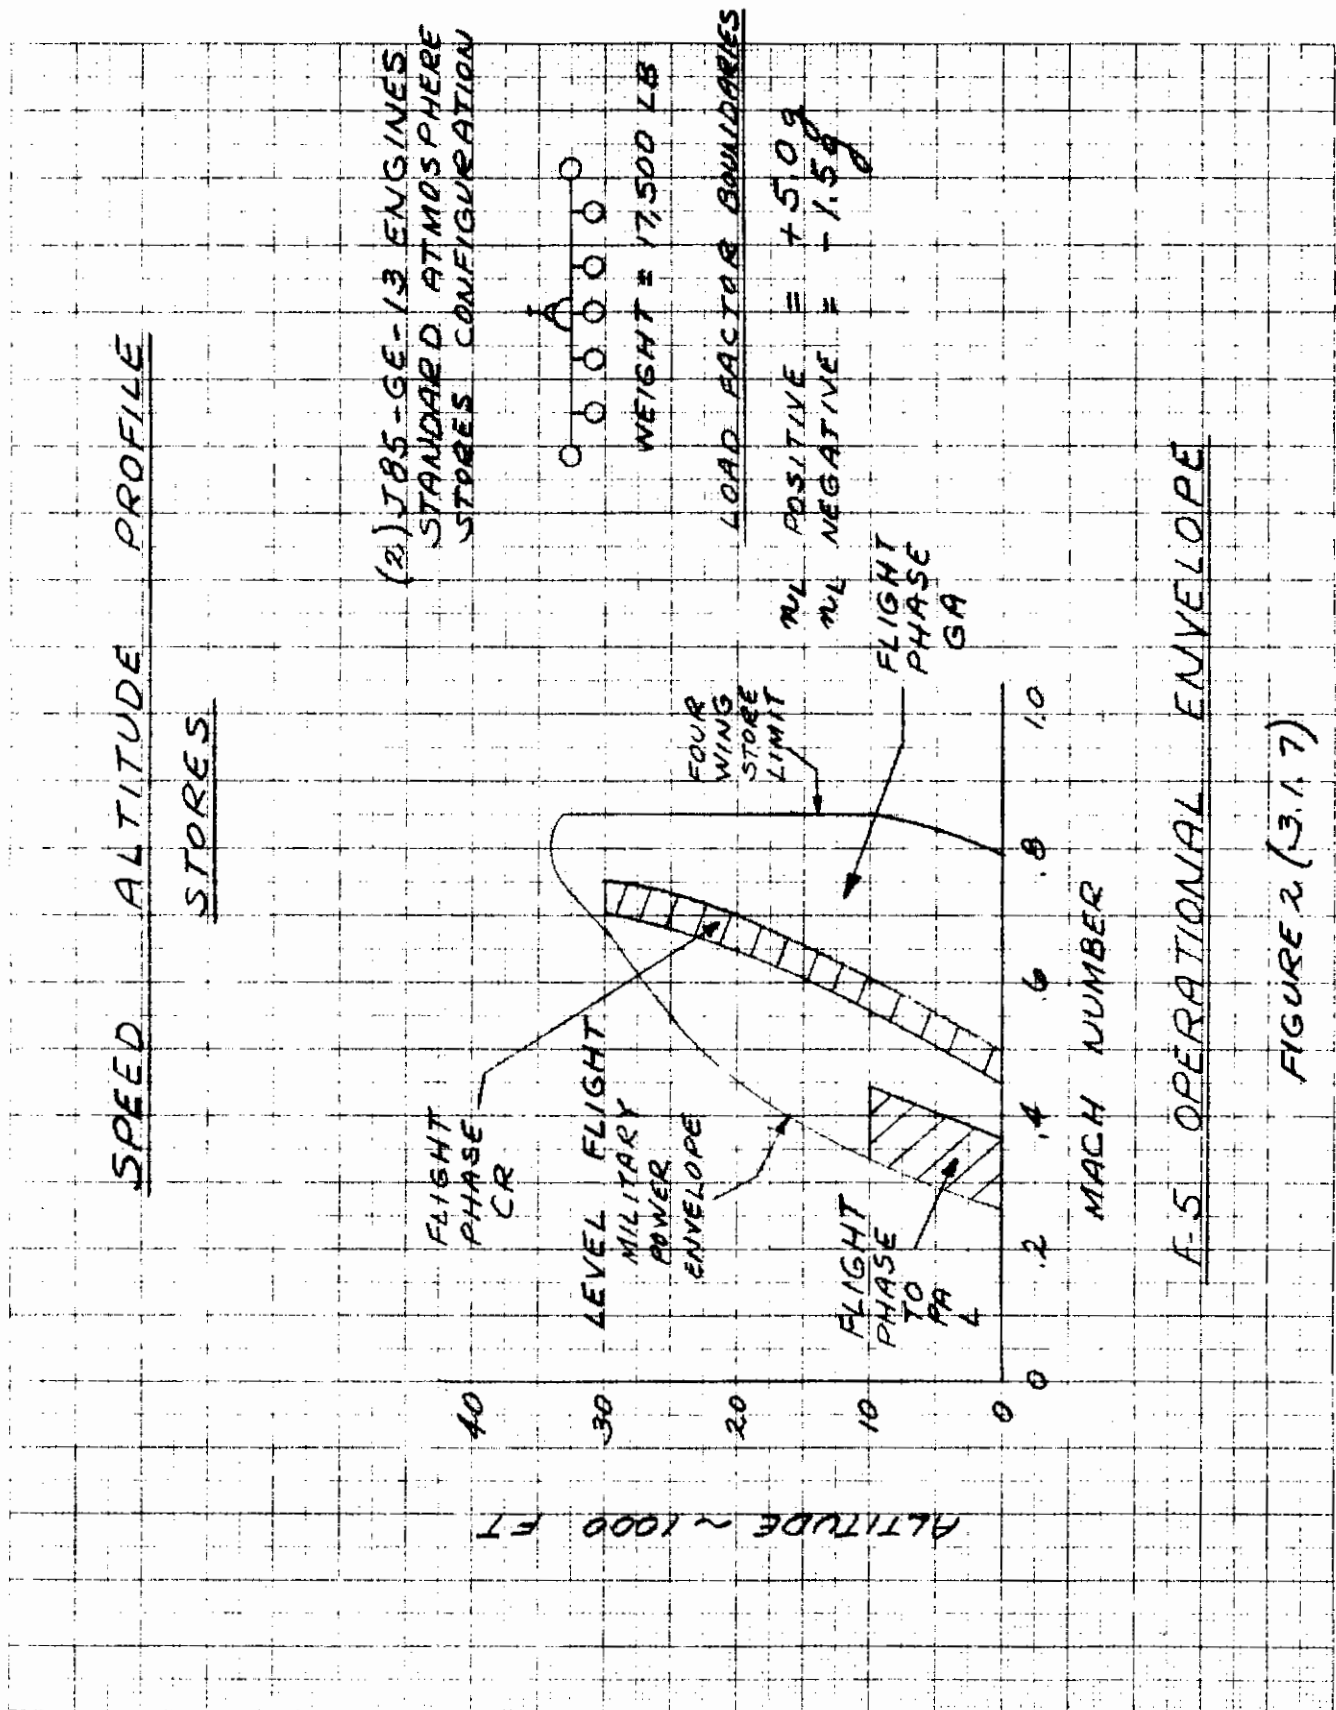 SPEED ALTITUDE PROFILE
STORES
(2) J85-GE-13 ENGINES
STANDARD ATMOSPHERE
STORES CONFIGURATION
WEIGHT = 17,500 LB
LOAD FACTOR BOUNDARIES
nL POSITIVE = +5.0g
nL NEGATIVE = -1.5g
FLIGHT
PHASE
CR
LEVEL FLIGHT
MILITARY
POWER
ENVELOPE
FLIGHT
PHASE
TO
PA
L
FOUR
WING
STORE
LIMIT
FLIGHT
PHASE
GA
ALTITUDE ~ 1000 FT
40
30
20
10
0
0 .2 .4 .6 .8 1.0
MACH NUMBER
F-5 OPERATIONAL ENVELOPE
FIGURE 2 (3.1.7)